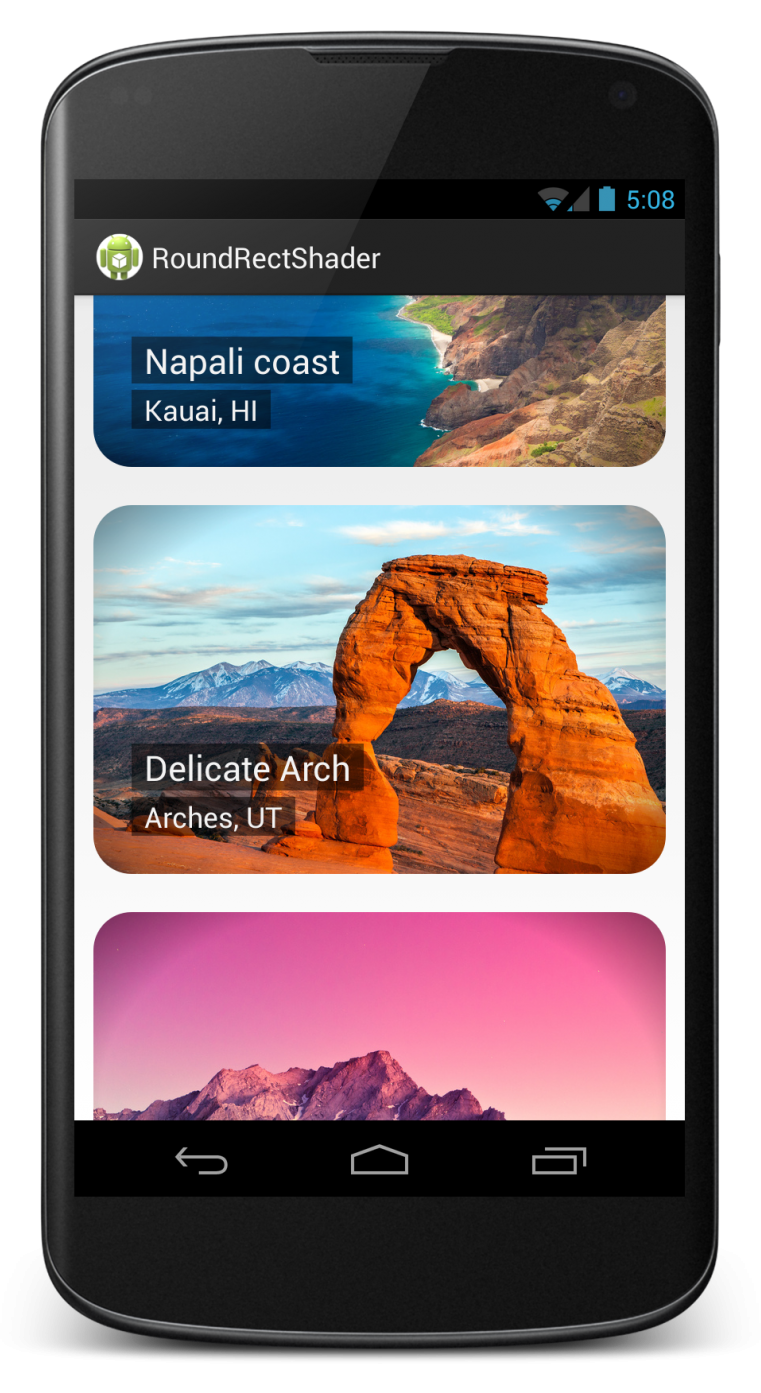 5:08
RoundRectShader
Napali coast
Kauai, HI
Delicate Arch
Arches, UT